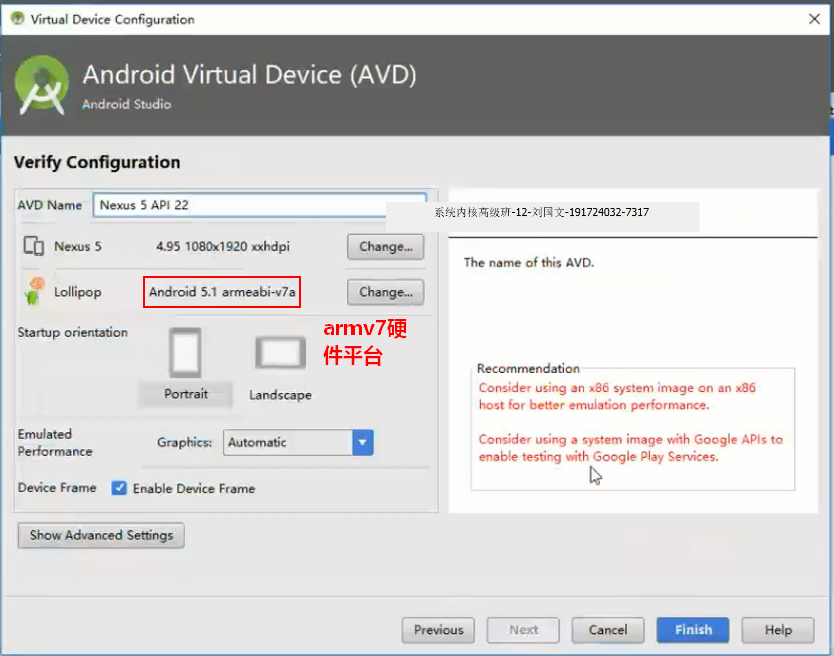 Virtual Device Configuration
Android Virtual Device (AVD)
Android Studio
Verify Configuration
AVD Name
Nexus 5 API 22
系统内核高级班-12-刘国文-191724032-7317
Nexus 5
4.95 1080x1920 xxhdpi
Change...
The name of this AVD.
Lollipop
Android 5.1 armeabi-v7a
Change...
armv7硬
件平台
Startup orientation
Portrait
Landscape
Recommendation
Consider using an x86 system image on an x86
host for better emulation performance.
Consider using a system image with Google APIs to
enable testing with Google Play Services.
Emulated
Performance
Graphics:
Automatic
Device Frame
Enable Device Frame
Show Advanced Settings
Previous
Next
Cancel
Finish
Help